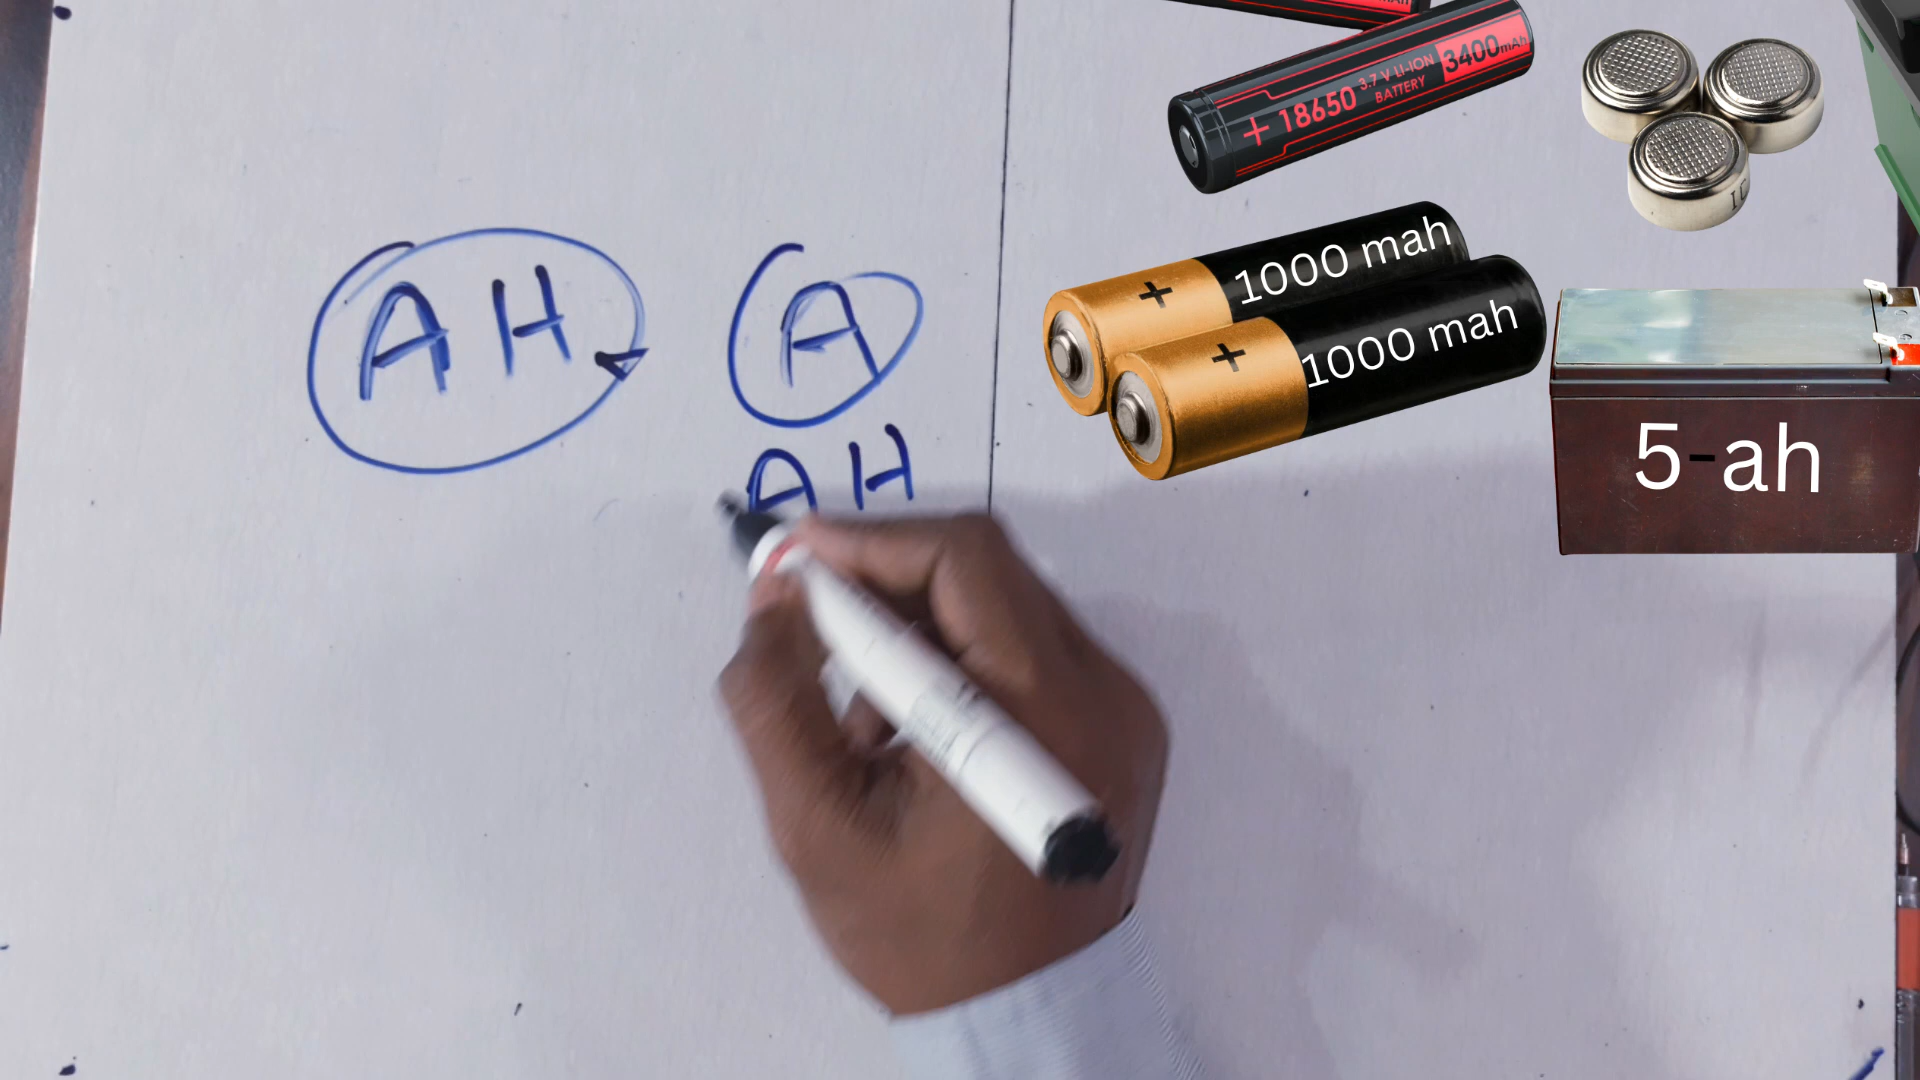 AH
A
AH
+ 18650 3.7 V LI-ION BATTERY 3400mAh
+ 1000 mah
+ 1000 mah
5-ah